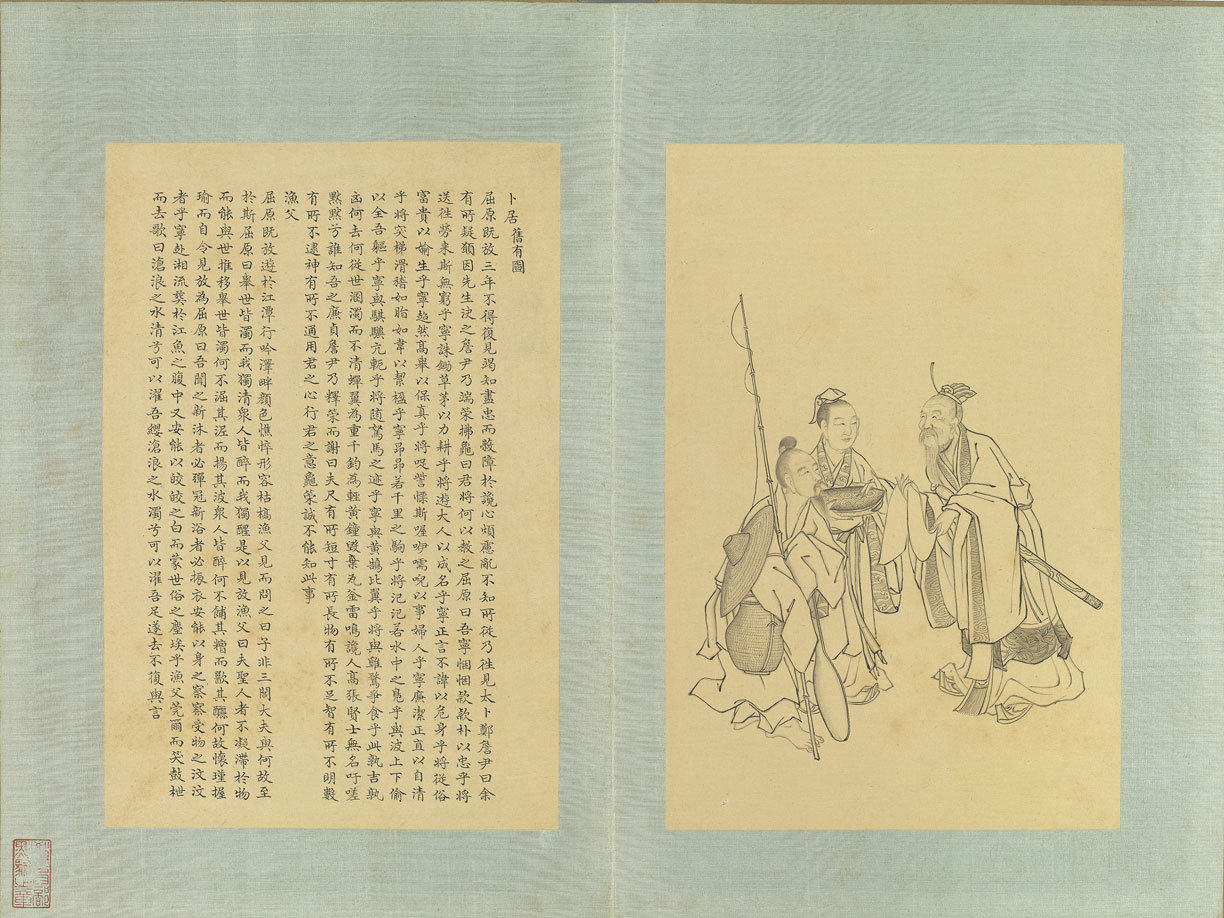 卜居 舊有圖
屈原既放三年不得復見竭知盡忠而蔽障於讒心煩慮亂不知所從乃往見太卜鄭詹尹曰余
有所疑願因先生決之詹尹乃端策拂龜曰君將何以教之屈原曰吾寧悃悃款款朴以忠乎將
送往勞來斯無窮乎寧誅鋤草茅以力耕乎將遊大人以成名乎寧正言不諱以危身乎將從俗
富貴以媮生乎寧超然高舉以保真乎將哫訾慄斯喔咿嚅唲以事婦人乎寧廉潔正直以自清
乎將突梯滑稽如脂如韋以絜楹乎寧昂昂若千里之駒乎將氾氾若水中之鳧乎與波上下偷
以全吾軀乎寧與騏驥亢軛乎將随駑馬之迹乎寧與黃鵠比翼乎將與雞鶩爭食乎此孰吉孰
凶何去何從世溷濁而不清蟬翼為重千鈞為輕黃鐘毀棄瓦釜雷鳴讒人高張賢士無名吁嗟
默默兮誰知吾之廉貞詹尹乃釋策而謝曰夫尺有所短寸有所長物有所不足智有所不明數
有所不逮神有所不通用君之心行君之意龜策誠不能知此事
漁父
屈原既放遊於江潭行吟澤畔顏色憔悴形容枯槁漁父見而問之曰子非三閭大夫與何故至
於斯屈原曰舉世皆濁而我獨清衆人皆醉而我獨醒是以見放漁父曰夫聖人者不凝滯於物
而能與世推移舉世皆濁何不淈其泥而揚其波衆人皆醉何不餔其糟而歠其醨何故懷瑾握
瑜而自令見放為屈原曰吾聞之新沐者必彈冠新浴者必振衣安能以身之察察受物之汶汶
者乎寧赴湘流葬於江魚之腹中又安能以皎皎之白而蒙世俗之塵埃乎漁父莞爾而笑鼓枻
而去歌曰滄浪之水清兮可以濯吾纓滄浪之水濁兮可以濯吾足遂去不復與言